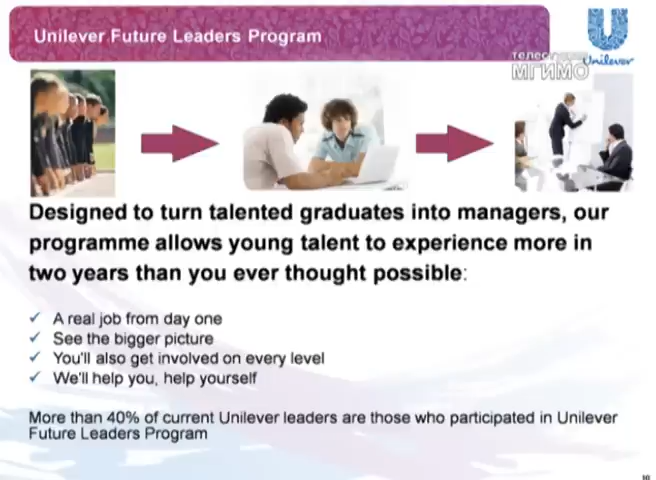 Unilever Future Leaders Program
Unilever
МГИМО
Designed to turn talented graduates into managers, our
programme allows young talent to experience more in
two years than you ever thought possible:
✓ A real job from day one
✓ See the bigger picture
✓ You'll also get involved on every level
✓ We'll help you, help yourself
More than 40% of current Unilever leaders are those who participated in Unilever
Future Leaders Program